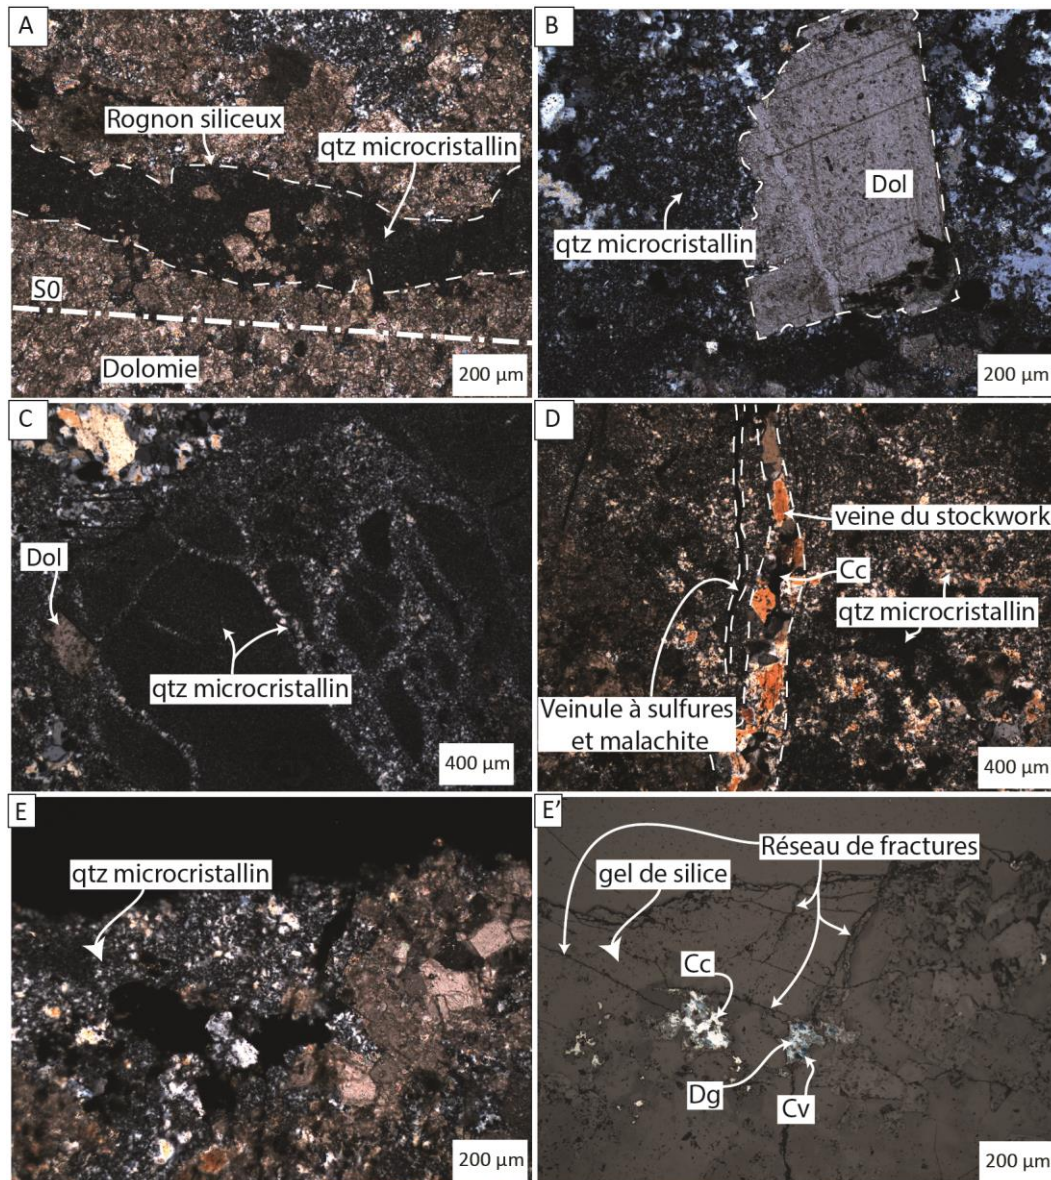 A
Rognon siliceux
qtz microcristallin
S0
Dolomie
200 µm
B
Dol
qtz microcristallin
200 µm
C
Dol
qtz microcristallin
400 µm
D
veine du stockwork
Cc
qtz microcristallin
Veinule à sulfures
et malachite
400 µm
E
qtz microcristallin
200 µm
E'
Réseau de fractures
gel de silice
Cc
Dg
Cv
200 µm